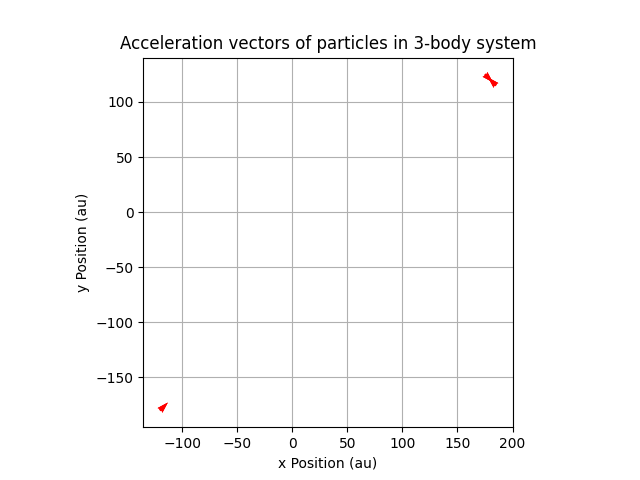 Acceleration vectors of particles in 3-body system
100
50
0
−50
−100
−150
y Position (au)
−100 −50 0 50 100 150 200
x Position (au)